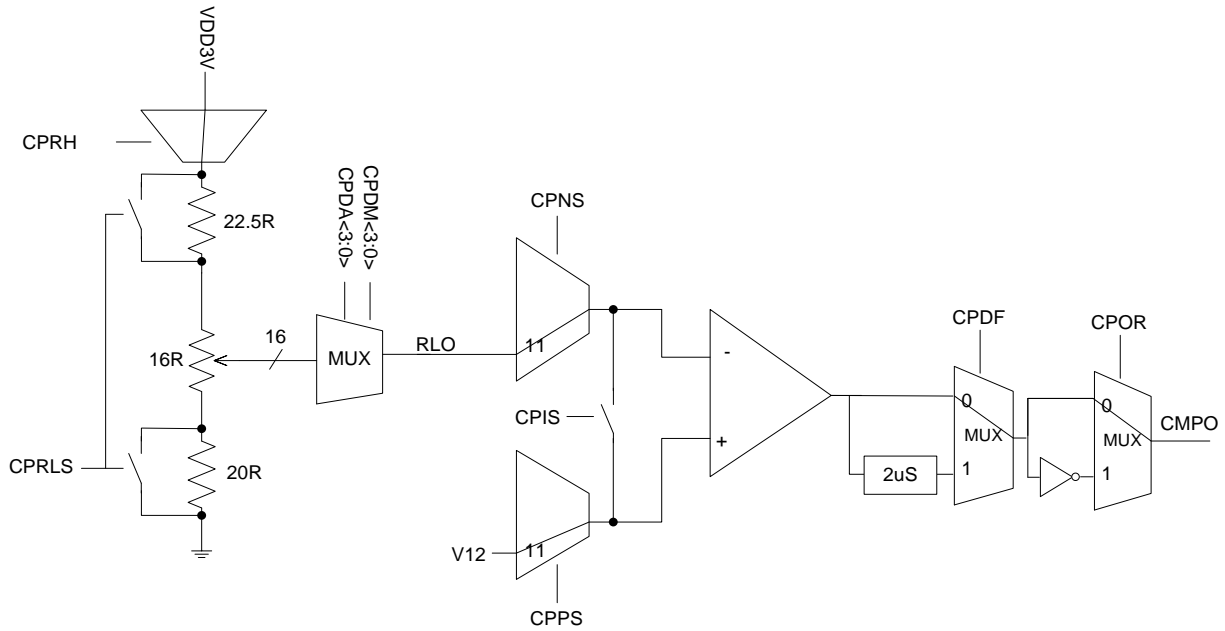 VDD3V
CPRH
22.5R
CPDA<3:0>
CPDM<3:0>
CPNS
16R
16
MUX
RLO
11
-
+
CPIS
CPDF
CPOR
0
MUX
1
2uS
0
MUX
1
CMPO
CPRLS
20R
V12
11
CPPS